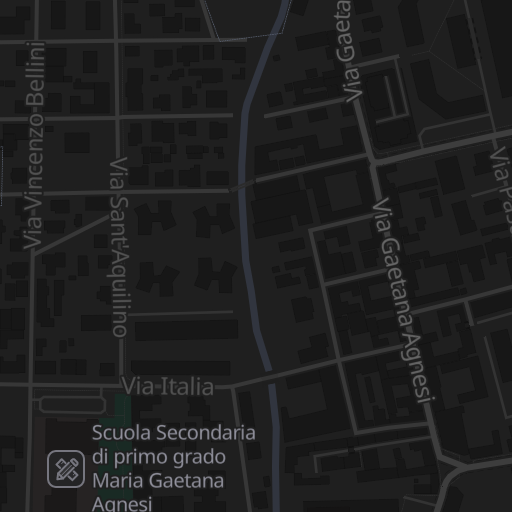 Via Gaeta
Via Vincenzo Bellini
Via Sant'Aquilino
Via Gaetana Agnesi
Via Italia
Scuola Secondaria
di primo grado
Maria Gaetana
Agnesi